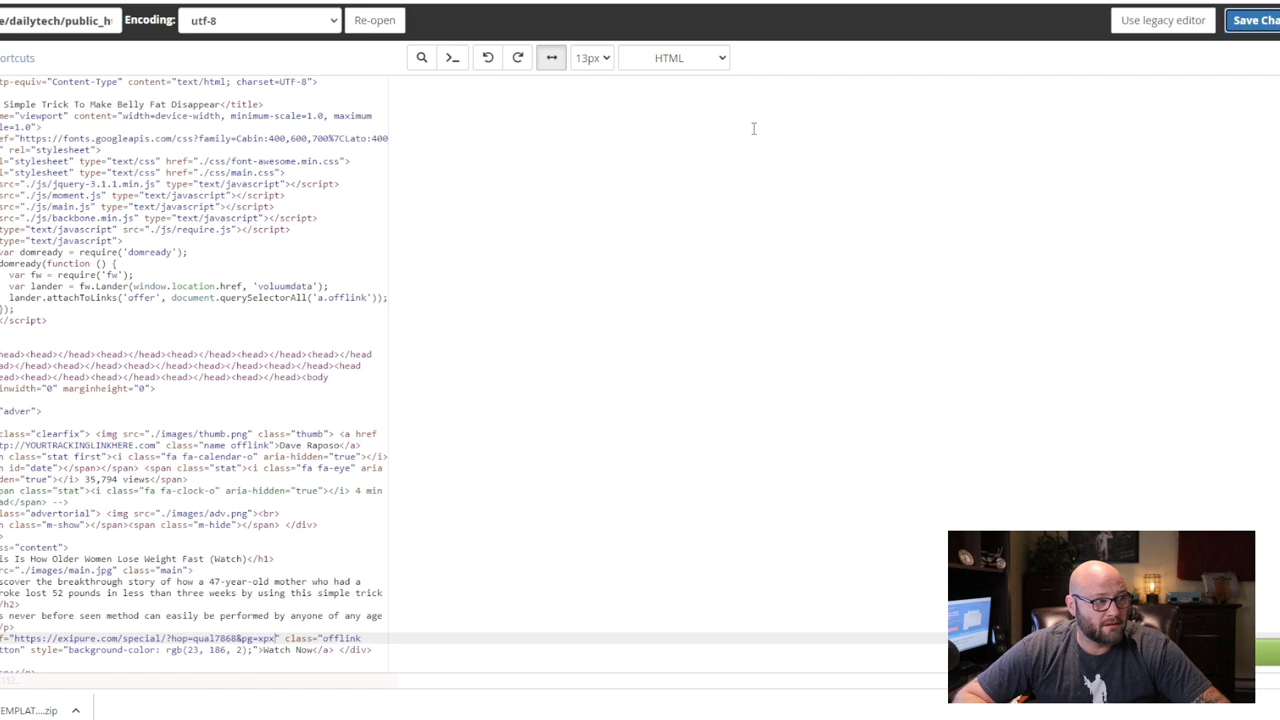 e/dailytech/public_h Encoding: utf-8 Re-open Use legacy editor Save Cha
ortcuts 13px HTML
tp-equiv="Content-Type" content="text/html; charset=UTF-8">
Simple Trick To Make Belly Fat Disappear</title>
me="viewport" content="width=device-width, minimum-scale=1.0, maximum
le=1.0">
ef="https://fonts.googleapis.com/css?family=Cabin:400,600,700%7CLato:400
" rel="stylesheet">
l="stylesheet" type="text/css" href="./css/font-awesome.min.css">
l="stylesheet" type="text/css" href="./css/main.css">
src="./js/jquery-3.1.1.min.js" type="text/javascript"></script>
src="./js/moment.js" type="text/javascript"></script>
src="./js/main.js" type="text/javascript"></script>
src="./js/backbone.min.js" type="text/javascript"></script>
type="text/javascript" src="./js/require.js"></script>
type="text/javascript">
var domready = require('domready');
domready(function () {
var fw = require('fw');
var lander = fw.Lander(window.location.href, 'voluumdata');
lander.attachToLinks('offer', document.querySelectorAll('a.offlink'));
});
</script>
head><head></head><head></head><head></head><head></head><head></head
ad></head><head></head><head></head><head></head><head></head><head
ead><head></head><head></head><head></head><head></head><body
inwidth="0" marginheight="0">
"adver">
class="clearfix"> <img src="./images/thumb.png" class="thumb"> <a href
tp://YOURTRACKINGLINKHERE.com" class="name offlink">Dave Raposo</a>
n class="stat first"><i class="fa fa-calendar-o" aria-hidden="true"></i>
n id="date"></span></span> <span class="stat"><i class="fa fa-eye" aria
den="true"></i> 35,794 views</span>
pan class="stat"><i class="fa fa-clock-o" aria-hidden="true"></i> 4 min
ad</span> -->
lass="advertorial"> <img src="./images/adv.png"><br>
n class="m-show"></span><span class="m-hide"></span> </div>
>
ss="content">
is Is How Older Women Lose Weight Fast (Watch)</h1>
rc="./images/main.jpg" class="main">
scover the breakthrough story of how a 47-year-old mother who had a
roke lost 52 pounds in less than three weeks by using this simple trick
/h2>
s never before seen method can easily be performed by anyone of any age
/p>
f="https://exipure.com/special/?hop=qual7868&pg=xpx" class="offlink
tton" style="background-color: rgb(23, 186, 2);">Watch Now</a> </div>
EMPLAT....zip